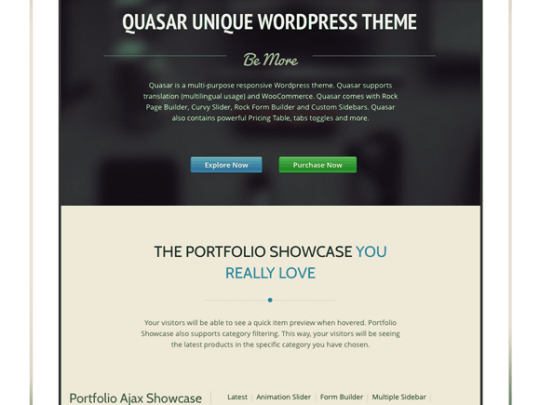 QUASAR UNIQUE WORDPRESS THEME
Be More
Quasar is a multi-purpose responsive Wordpress theme. Quasar supports
translation (multilingual usage) and WooCommerce. Quasar comes with Rock
Page Builder, Curvy Slider, Rock Form Builder and Custom Sidebars. Quasar
also contains powerful Pricing Table, tabs toggles and more.
Explore Now
Purchase Now
THE PORTFOLIO SHOWCASE YOU
REALLY LOVE
Your visitors will be able to see a quick item preview when hovered. Portfolio
Showcase also supports category filtering. This way, your visitors will be seeing
the latest products in the specific category you have chosen.
Portfolio Ajax Showcase
Latest Animation Slider Form Builder Multiple Sidebar